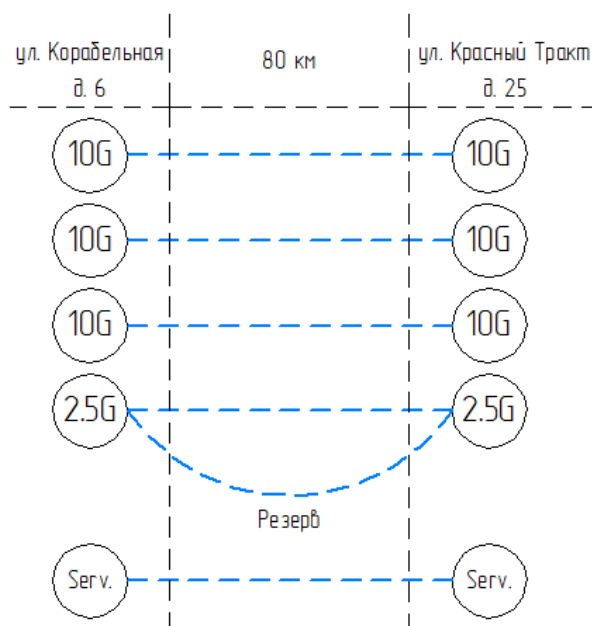 ул. Корабельная
д. 6
80 км
ул. Красный Тракт
д. 25
10G
10G
10G
10G
10G
10G
2.5G
2.5G
Резерв
Serv.
Serv.